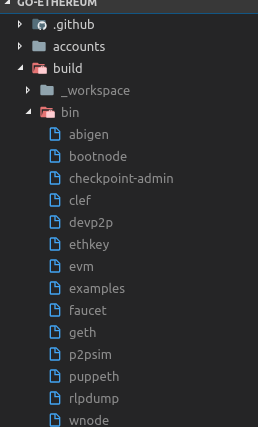 GO-ETHEREUM
.github
accounts
build
_workspace
bin
abigen
bootnode
checkpoint-admin
clef
devp2p
ethkey
evm
examples
faucet
geth
p2psim
puppeth
rlpdump
wnode